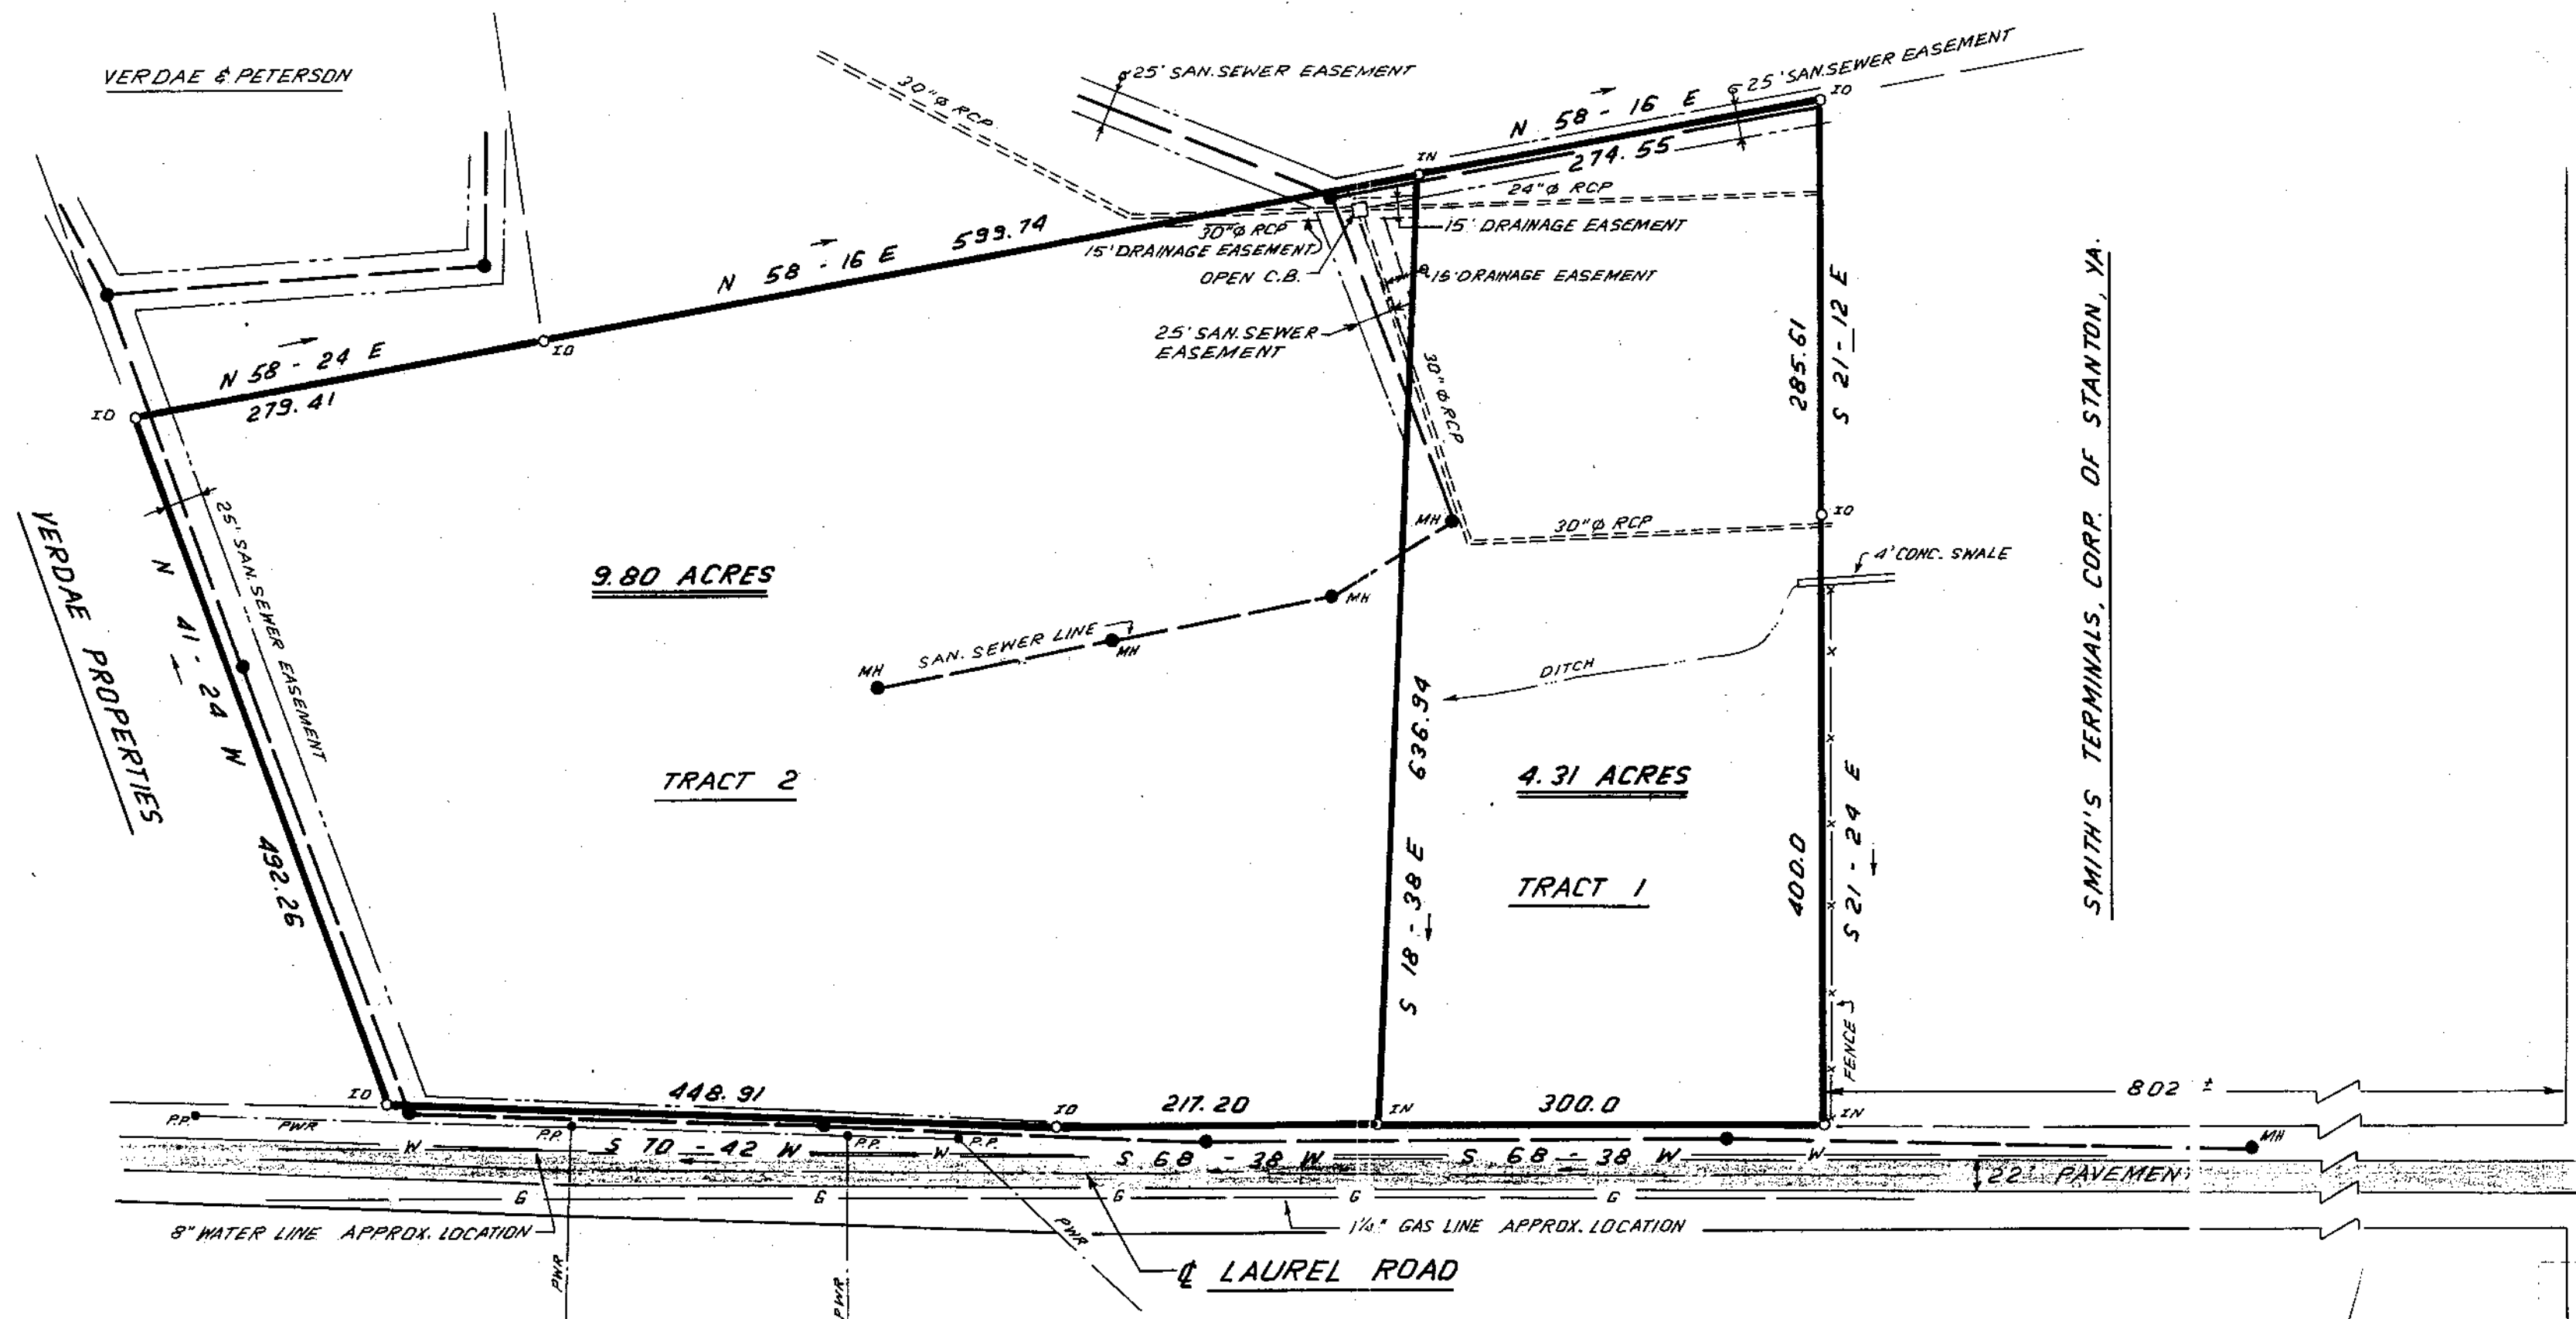 VERDAE & PETERSON
25' SAN. SEWER EASEMENT
25' SAN. SEWER EASEMENT
30"Ø RCP
N 58 - 16 E
274.55
IO
IN
24"Ø RCP
15' DRAINAGE EASEMENT
30"Ø RCP
15' DRAINAGE EASEMENT
OPEN C.B.
15' DRAINAGE EASEMENT
N 58 - 16 E 599.74
25' SAN. SEWER
EASEMENT
30"Ø RCP
IO
N 58 - 24 E
279.41
IO
285.61
S 21 - 12 E
SMITH'S TERMINALS, CORP. OF STANTON, VA.
VERDAE PROPERTIES
25' SAN. SEWER EASEMENT
N 41 - 24 W
492.26
9.80 ACRES
MH
30"Ø RCP
IO
4' CONC. SWALE
MH
SAN. SEWER LINE
MH
MH
DITCH
636.94
S 18 - 38 E
TRACT 2
4.31 ACRES
TRACT 1
400.0
S 21 - 24 E
FENCE
802 ±
IO
448.91
IO
217.20
IN
300.0
IN
P.P.
PWR
P.P.
P.P.
P.P.
MH
W
S 70 - 42 W
W
S 68 - 38 W
S 68 - 38 W
W
22' PAVEMENT
G
G
G
G
G
8" WATER LINE APPROX. LOCATION
1¼" GAS LINE APPROX. LOCATION
PWR
PWR
PWR
℄ LAUREL ROAD